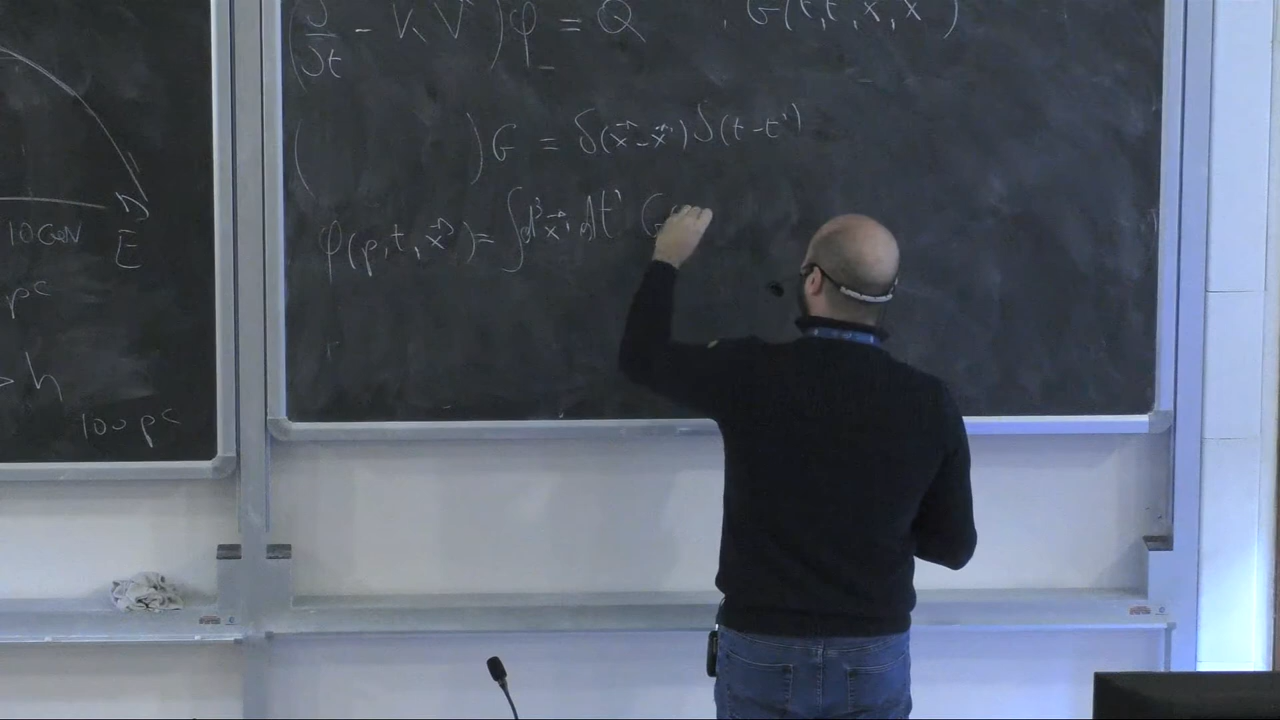 D
E
10 GeV
pc
→ h
100 pc
(∂/∂t - K ∇²) φ = Q , G(t,t',x,x')
( ) G = δ(x⃗-x⃗') δ(t-t')
φ(p,t,x⃗) = ∫d³x⃗' dt' G